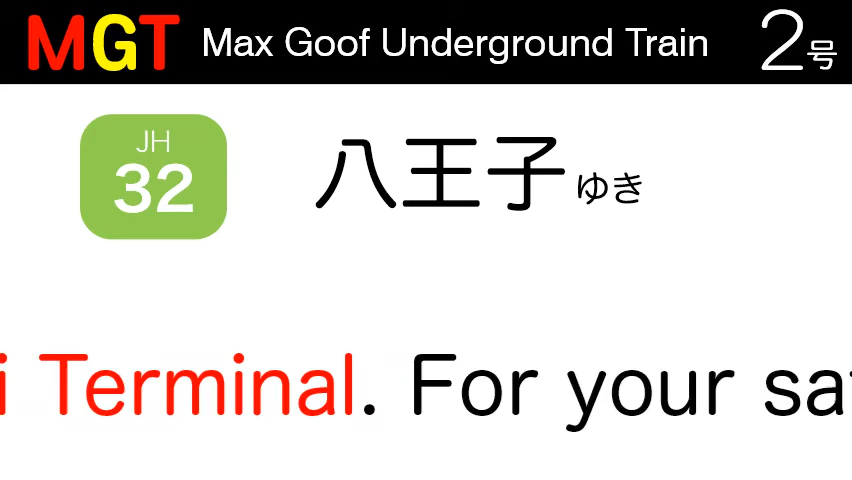 MGT Max Goof Underground Train 2号
JH
32
八王子ゆき
i Terminal. For your sa